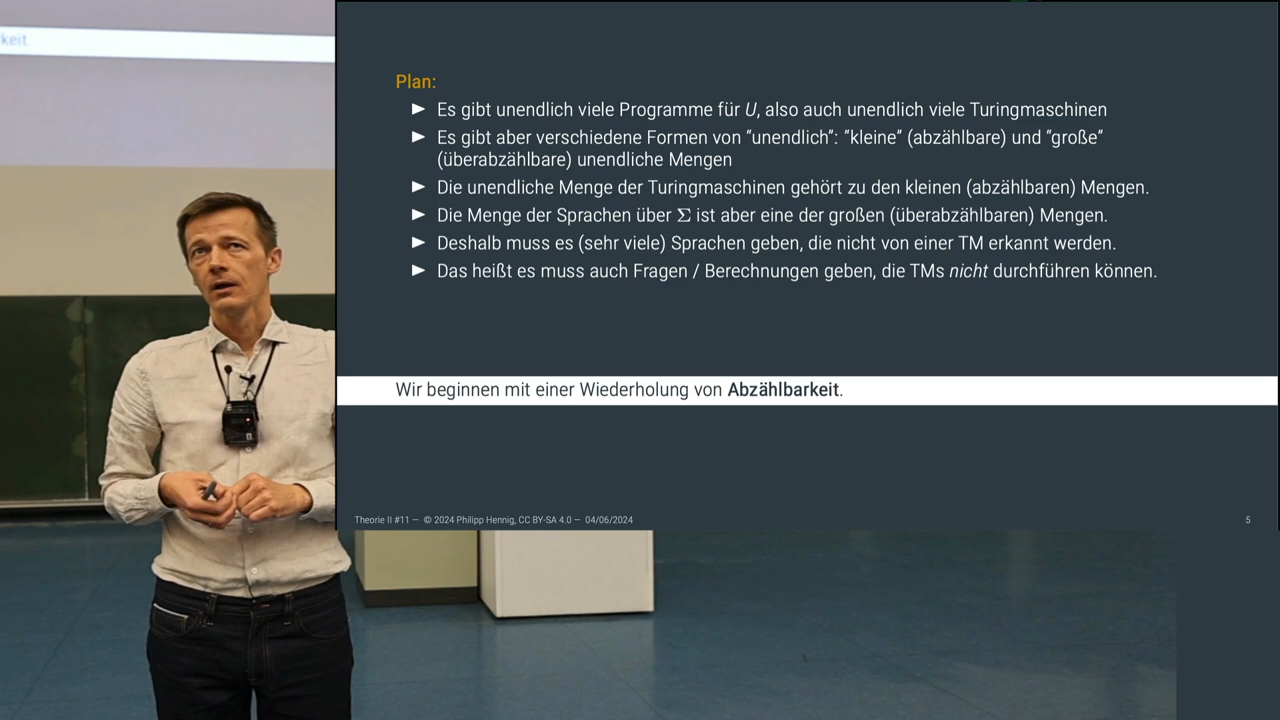 keit.
Plan:
► Es gibt unendlich viele Programme für U, also auch unendlich viele Turingmaschinen
► Es gibt aber verschiedene Formen von “unendlich”: “kleine” (abzählbare) und “große”
(überabzählbare) unendliche Mengen
► Die unendliche Menge der Turingmaschinen gehört zu den kleinen (abzählbaren) Mengen.
► Die Menge der Sprachen über Σ ist aber eine der großen (überabzählbaren) Mengen.
► Deshalb muss es (sehr viele) Sprachen geben, die nicht von einer TM erkannt werden.
► Das heißt es muss auch Fragen / Berechnungen geben, die TMs nicht durchführen können.
Wir beginnen mit einer Wiederholung von Abzählbarkeit.
Theorie II #11 — © 2024 Philipp Hennig, CC BY-SA 4.0 — 04/06/2024
5